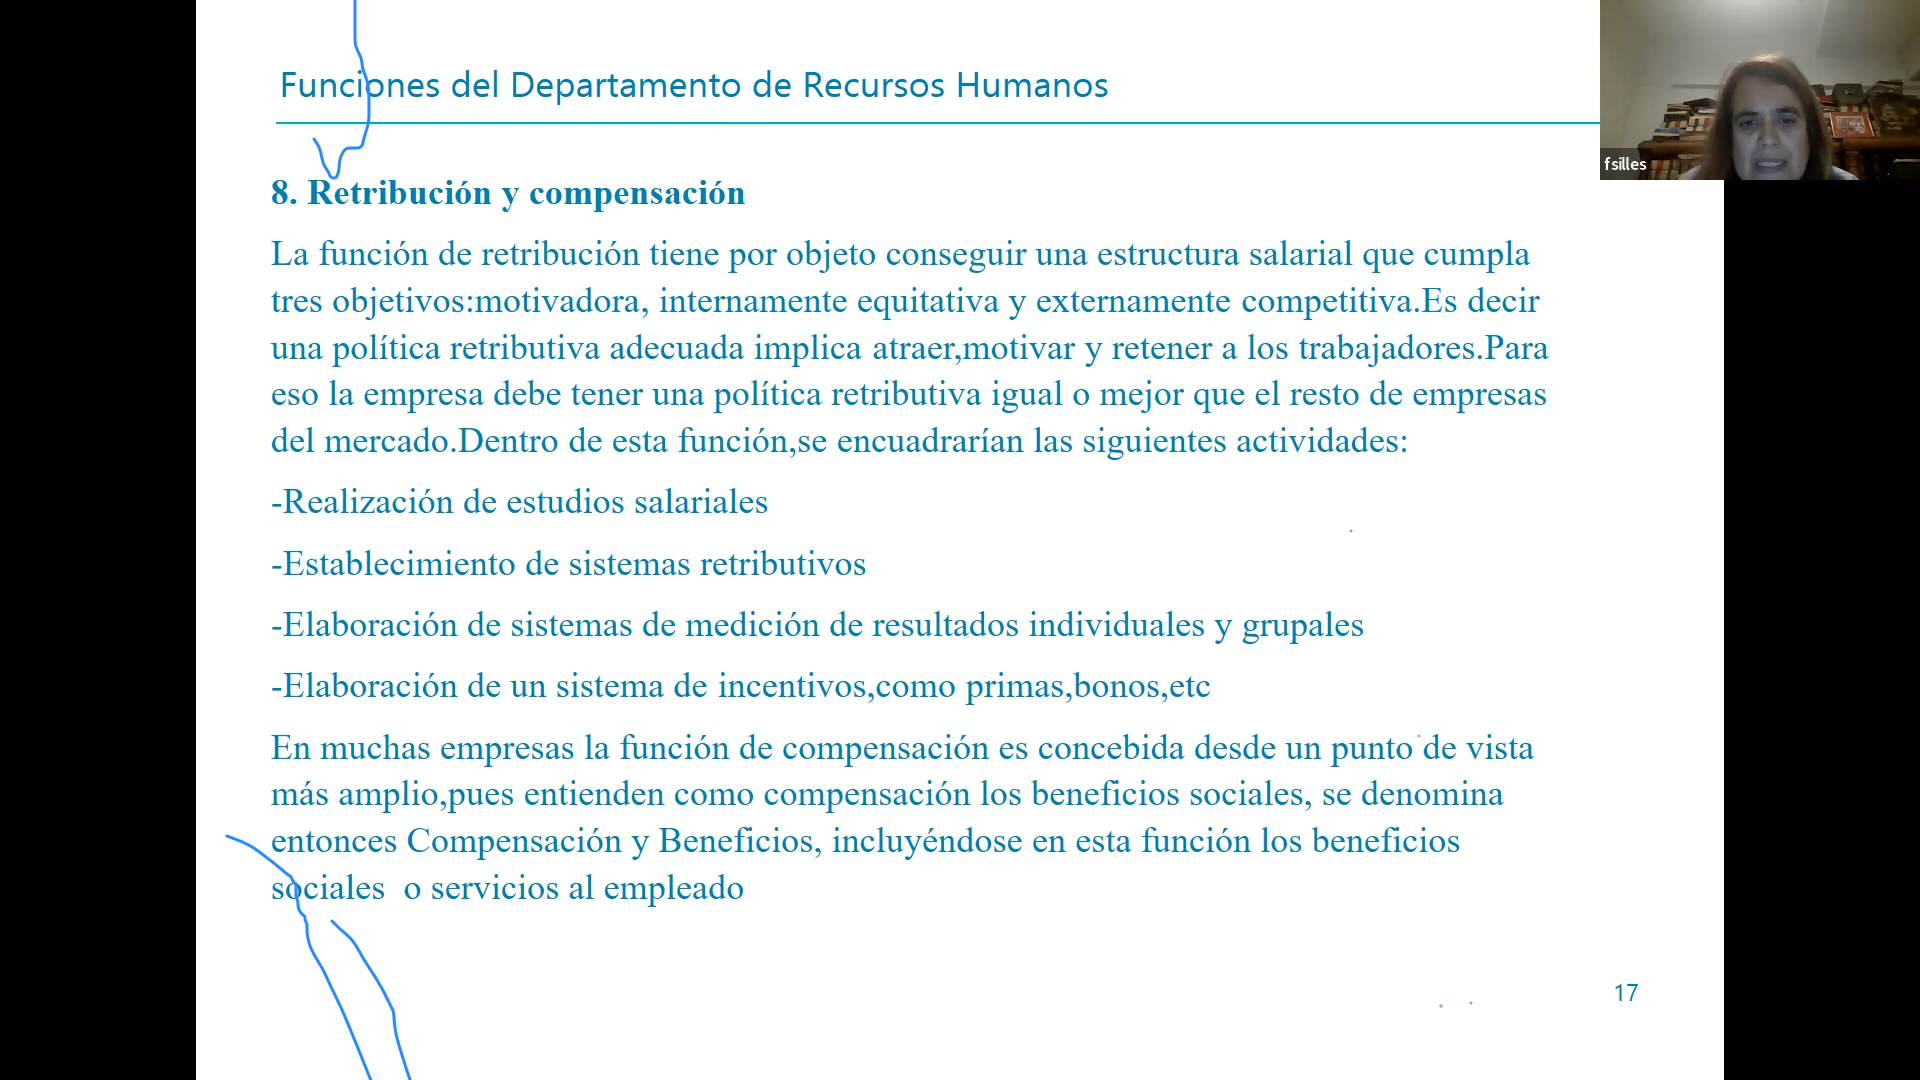 Funciones del Departamento de Recursos Humanos
fsilles
8. Retribución y compensación
La función de retribución tiene por objeto conseguir una estructura salarial que cumpla
tres objetivos:motivadora, internamente equitativa y externamente competitiva.Es decir
una política retributiva adecuada implica atraer,motivar y retener a los trabajadores.Para
eso la empresa debe tener una política retributiva igual o mejor que el resto de empresas
del mercado.Dentro de esta función,se encuadrarían las siguientes actividades:
-Realización de estudios salariales
-Establecimiento de sistemas retributivos
-Elaboración de sistemas de medición de resultados individuales y grupales
-Elaboración de un sistema de incentivos,como primas,bonos,etc
En muchas empresas la función de compensación es concebida desde un punto de vista
más amplio,pues entienden como compensación los beneficios sociales, se denomina
entonces Compensación y Beneficios, incluyéndose en esta función los beneficios
sociales  o servicios al empleado
17